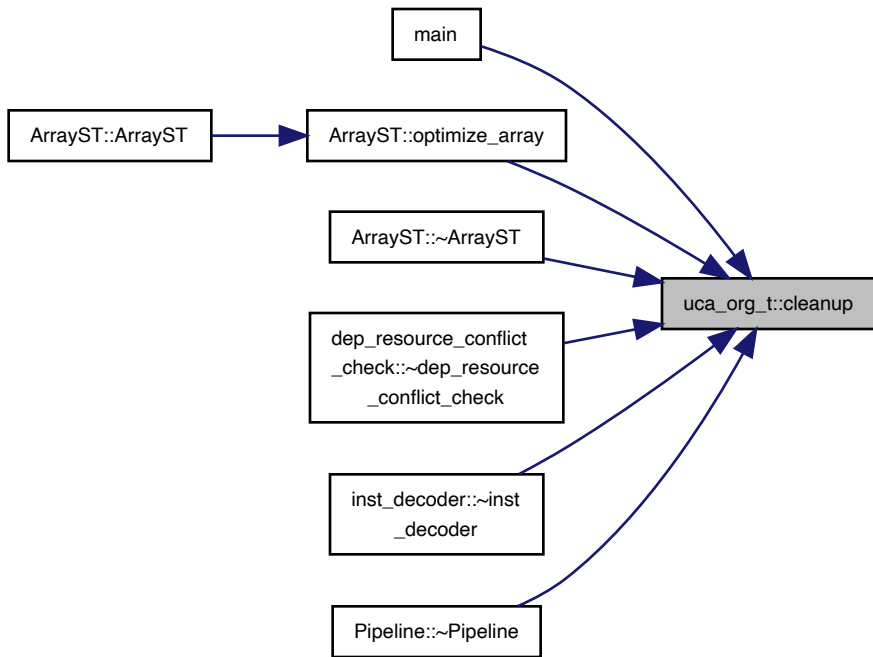 main
ArrayST::ArrayST
ArrayST::optimize_array
ArrayST::~ArrayST
uca_org_t::cleanup
dep_resource_conflict
_check::~dep_resource
_conflict_check
inst_decoder::~inst
_decoder
Pipeline::~Pipeline